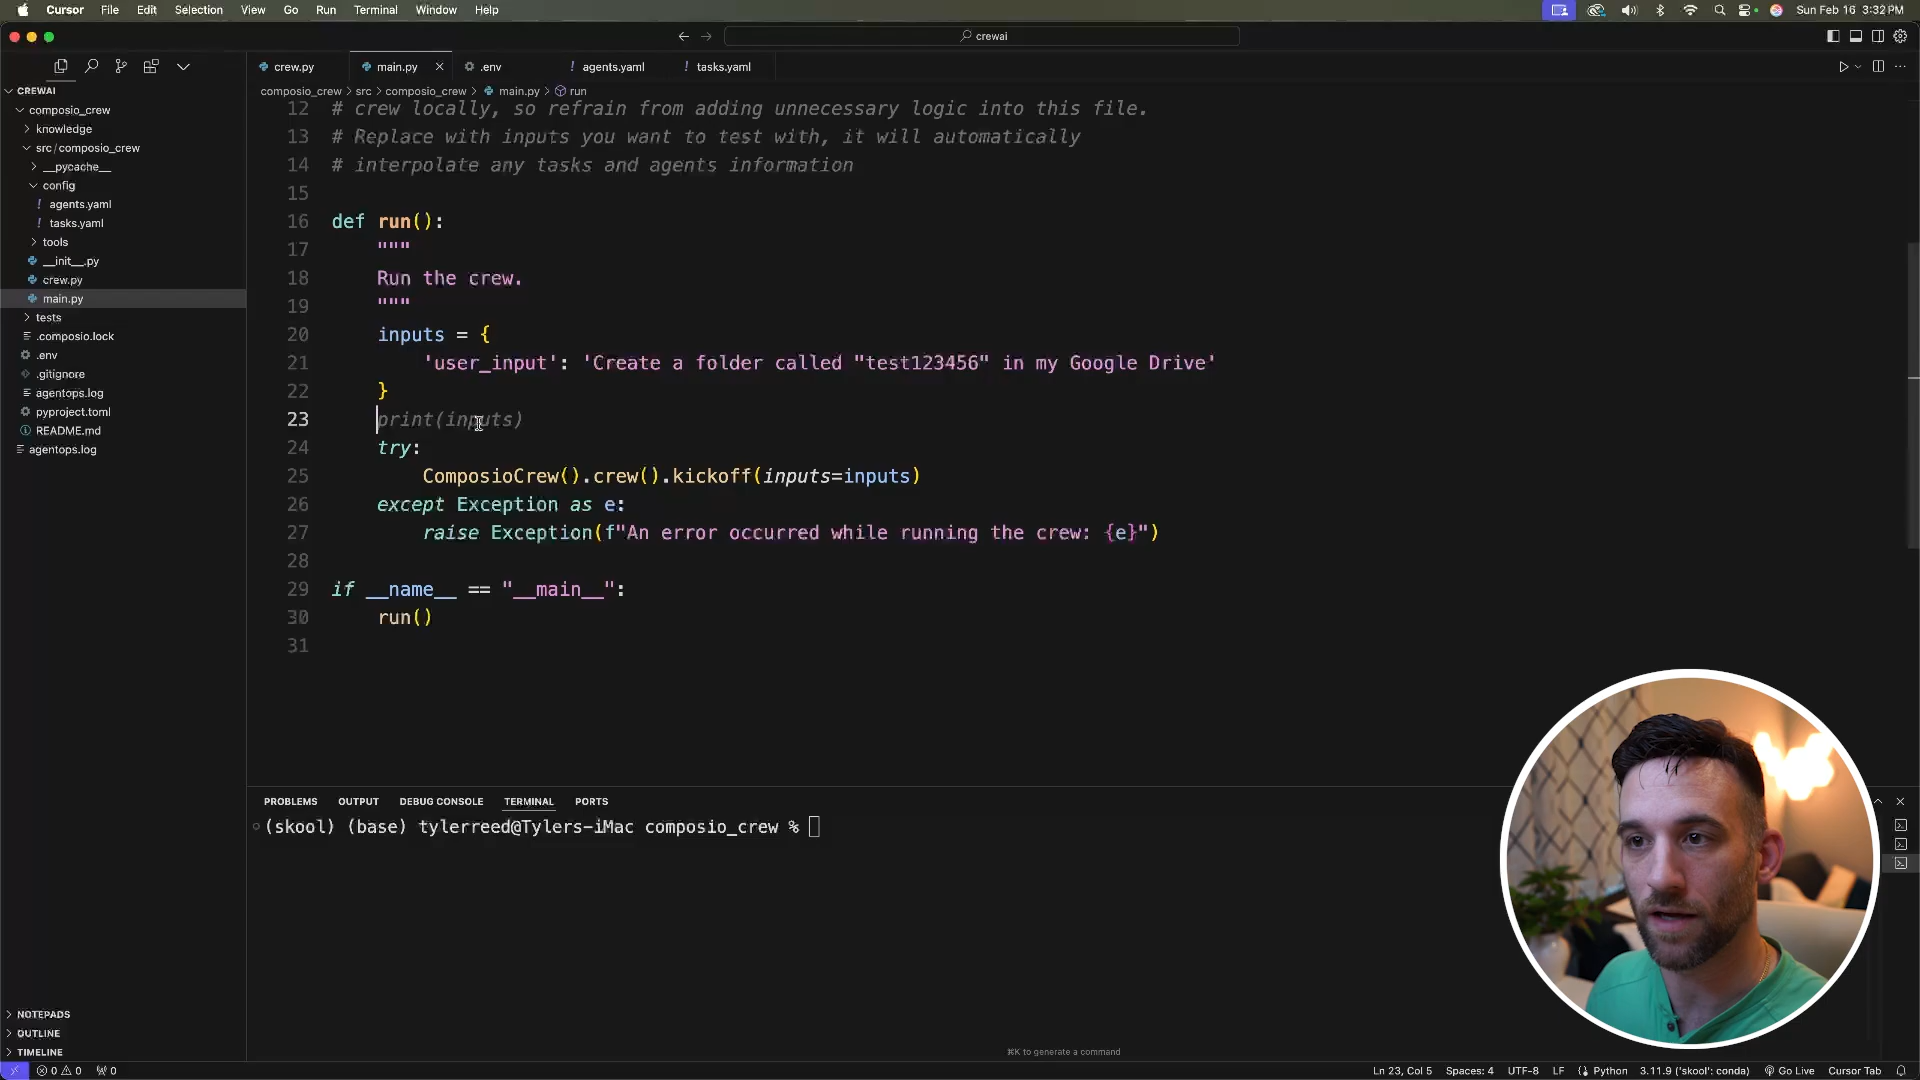 Cursor File Edit Selection View Go Run Terminal Window Help
Sun Feb 16 3:32 PM
crewai
crew.py
main.py
.env
agents.yaml
tasks.yaml
CREWAI
composio_crew
knowledge
src/composio_crew
__pycache__
config
agents.yaml
tasks.yaml
tools
__init__.py
crew.py
main.py
tests
.composio.lock
.env
.gitignore
agentops.log
pyproject.toml
README.md
agentops.log
NOTEPADS
OUTLINE
TIMELINE
composio_crew > src > composio_crew > main.py > run
12 # crew locally, so refrain from adding unnecessary logic into this file.
13 # Replace with inputs you want to test with, it will automatically
14 # interpolate any tasks and agents information
15
16 def run():
17 """
18 Run the crew.
19 """
20 inputs = {
21 'user_input': 'Create a folder called "test123456" in my Google Drive'
22 }
23 print(inputs)
24 try:
25 ComposioCrew().crew().kickoff(inputs=inputs)
26 except Exception as e:
27 raise Exception(f"An error occurred while running the crew: {e}")
28
29 if __name__ == "__main__":
30 run()
31
PROBLEMS OUTPUT DEBUG CONSOLE TERMINAL PORTS
(skool) (base) tylerreed@Tylers-iMac composio_crew %
⌘K to generate a command
0 0 0
Ln 23, Col 5 Spaces: 4 UTF-8 LF Python 3.11.9 ('skool': conda) Go Live Cursor Tab